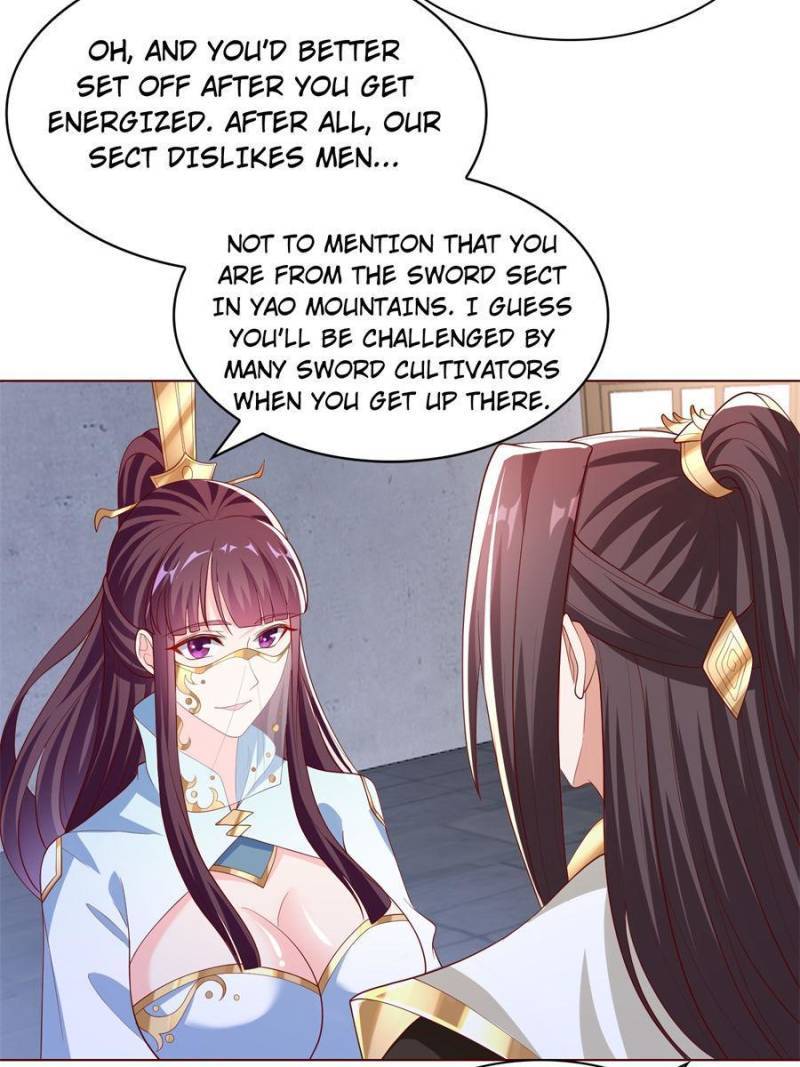 OH, AND YOU'D BETTER
SET OFF AFTER YOU GET
ENERGIZED. AFTER ALL, OUR
SECT DISLIKES MEN...
NOT TO MENTION THAT YOU
ARE FROM THE SWORD SECT
IN YAO MOUNTAINS. I GUESS
YOU'LL BE CHALLENGED BY
MANY SWORD CULTIVATORS
WHEN YOU GET UP THERE.